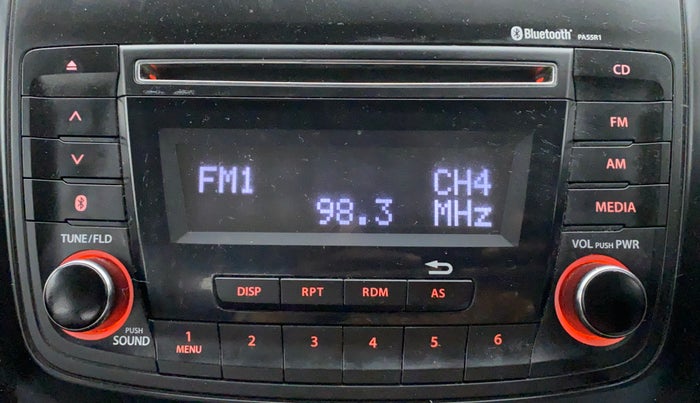 Bluetooth® PA55R1
CD
FM
AM
MEDIA
FM1 CH4
98.3 MHz
TUNE/FLD
VOL PUSH PWR
DISP RPT RDM AS
PUSH SOUND
1 MENU 2 3 4 5 6